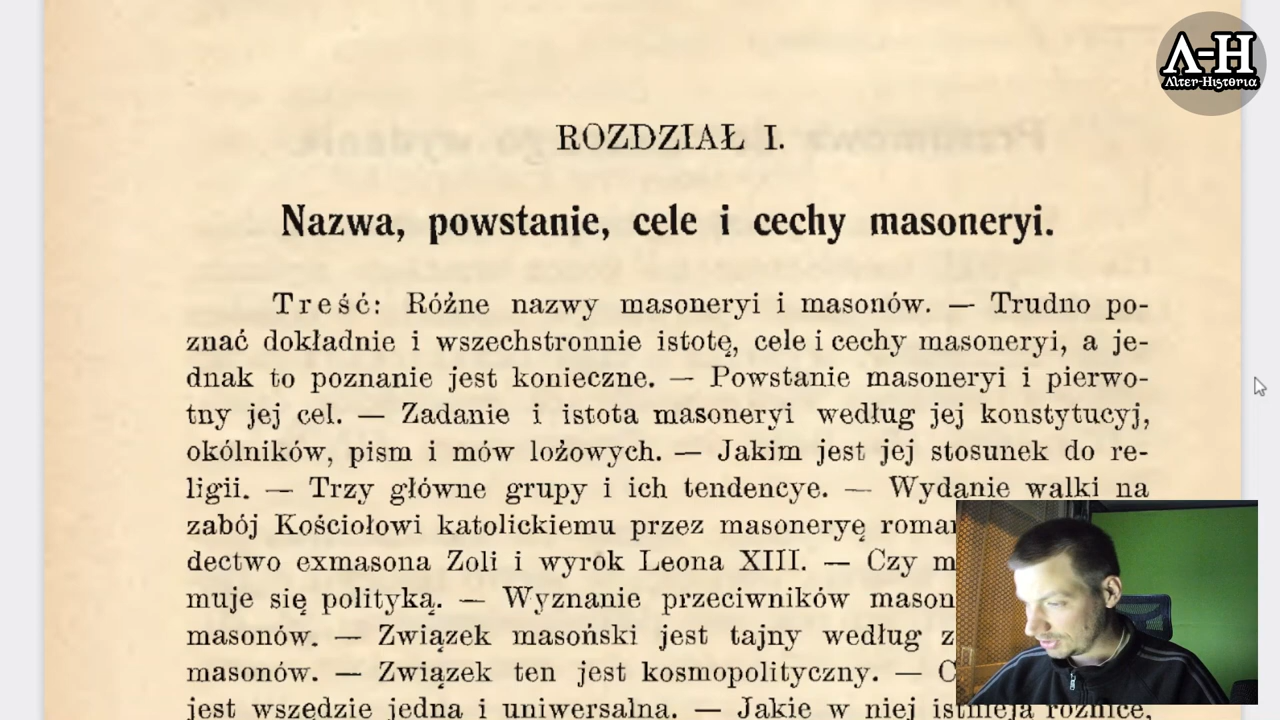 Λ-H
Λlter-Historia
ROZDZIAŁ I.
Nazwa, powstanie, cele i cechy masoneryi.
Treść: Różne nazwy masoneryi i masonów. — Trudno po-
znać dokładnie i wszechstronnie istotę, cele i cechy masoneryi, a je-
dnak to poznanie jest konieczne. — Powstanie masoneryi i pierwo-
tny jej cel. — Zadanie i istota masoneryi według jej konstytucyj,
okólników, pism i mów lożowych. — Jakim jest jej stosunek do re-
ligii. — Trzy główne grupy i ich tendencye. — Wydanie walki na
zabój Kościołowi katolickiemu przez masoneryę
dectwo exmasona Zoli i wyrok Leona XIII. — Czy
muje się polityką. — Wyznanie przeciwników
masonów. — Związek masoński jest tajny według
masonów. — Związek ten jest kosmopolityczny. —
jest wszędzie jedna i uniwersalna. — Jakie w niej istnieją różnice,